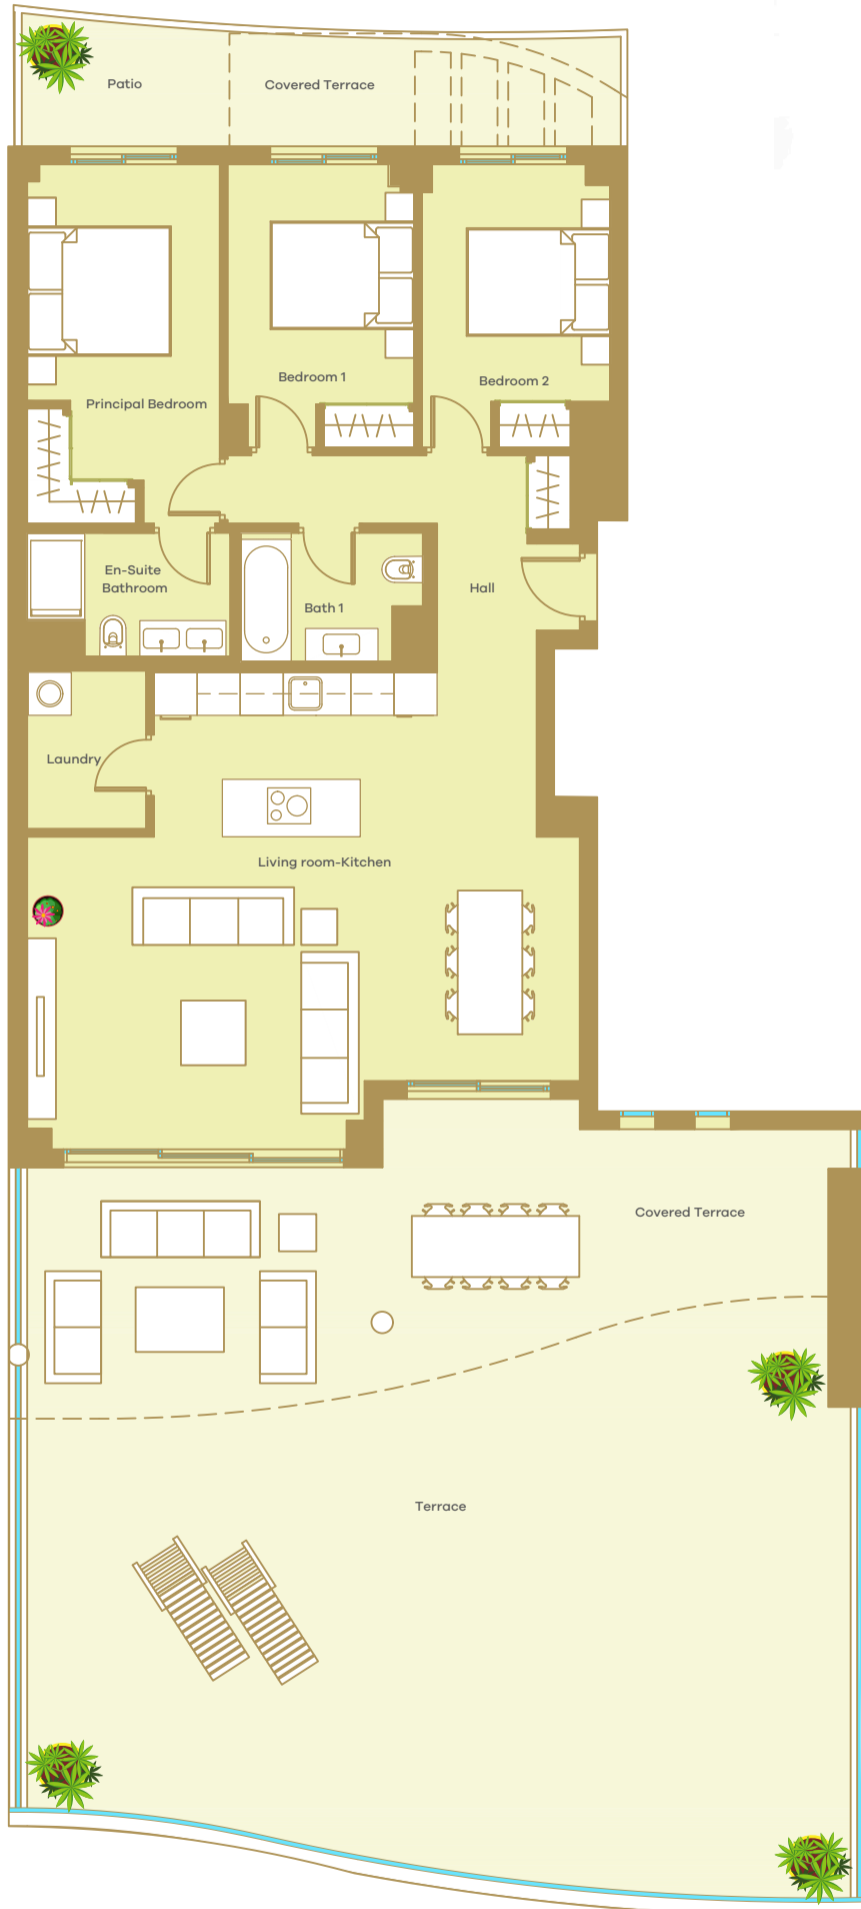 Patio
Covered Terrace
Bedroom 1
Bedroom 2
Principal Bedroom
En-Suite
Bathroom
Bath 1
Hall
Laundry
Living room-Kitchen
Covered Terrace
Terrace